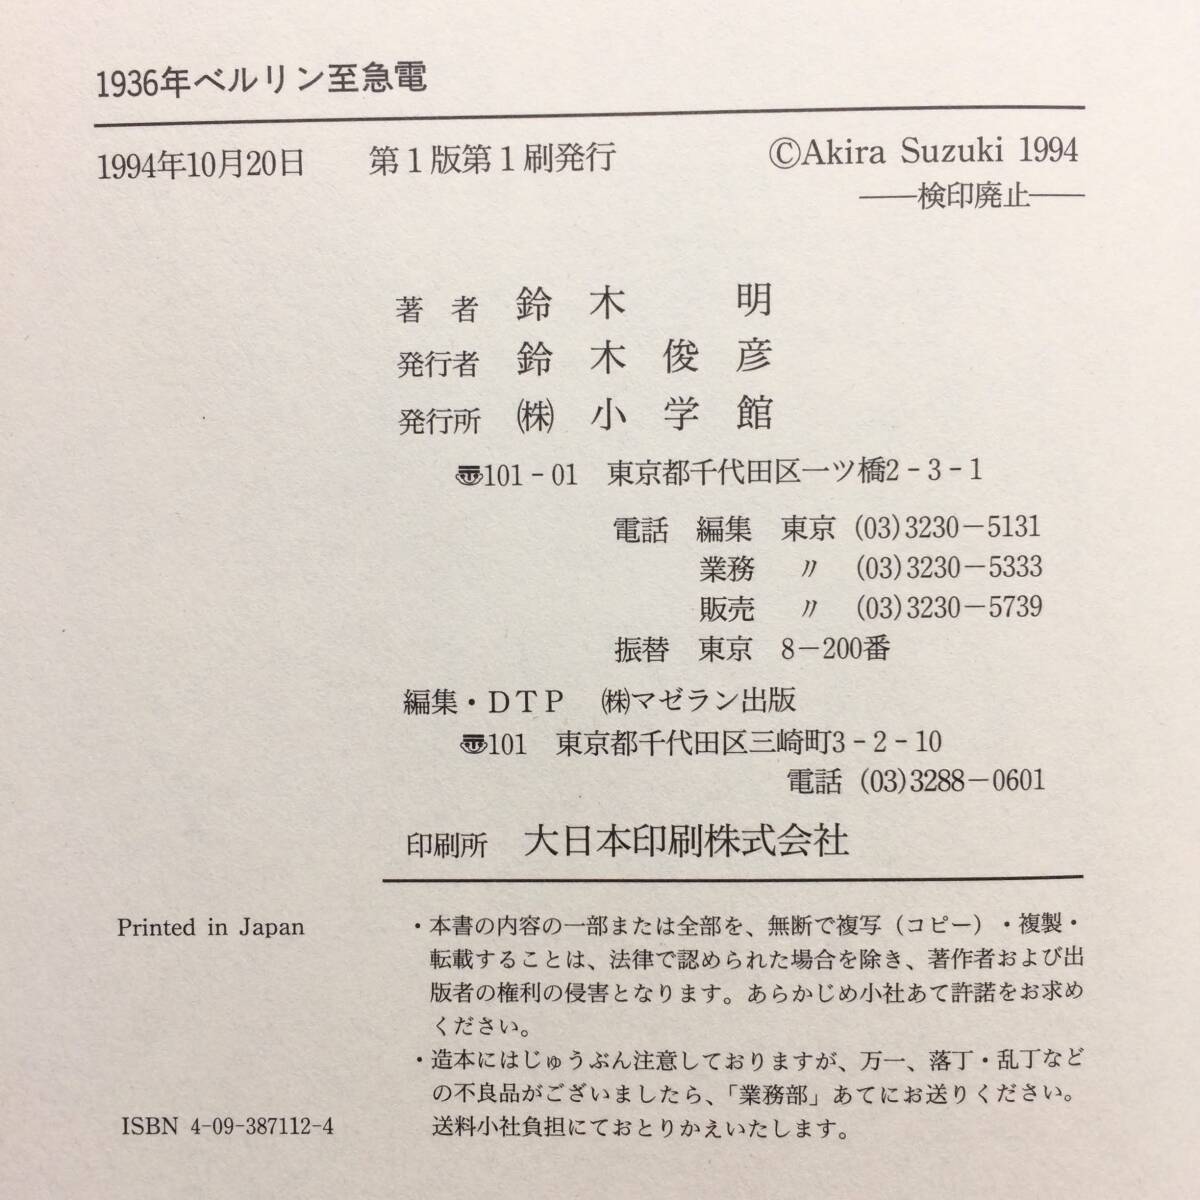 1936年ベルリン至急電
1994年10月20日　第1版第1刷発行　©Akira Suzuki 1994
——検印廃止——
著　者　鈴　木　　　明
発行者　鈴　木　俊　彦
発行所　㈱　小　学　館
〠101－01　東京都千代田区一ツ橋2－3－1
電話　編集　東京　(03)3230－5131
業務　〃　(03)3230－5333
販売　〃　(03)3230－5739
振替　東京　8－200番
編集・ＤＴＰ　㈱マゼラン出版
〠101　東京都千代田区三崎町3－2－10
電話 (03)3288－0601
印刷所　大日本印刷株式会社
Printed in Japan
・本書の内容の一部または全部を、無断で複写（コピー）・複製・
転載することは、法律で認められた場合を除き、著作者および出
版者の権利の侵害となります。あらかじめ小社あて許諾をお求め
ください。
・造本にはじゅうぶん注意しておりますが、万一、落丁・乱丁など
の不良品がございましたら、「業務部」あてにお送りください。
送料小社負担にておとりかえいたします。
ISBN 4-09-387112-4